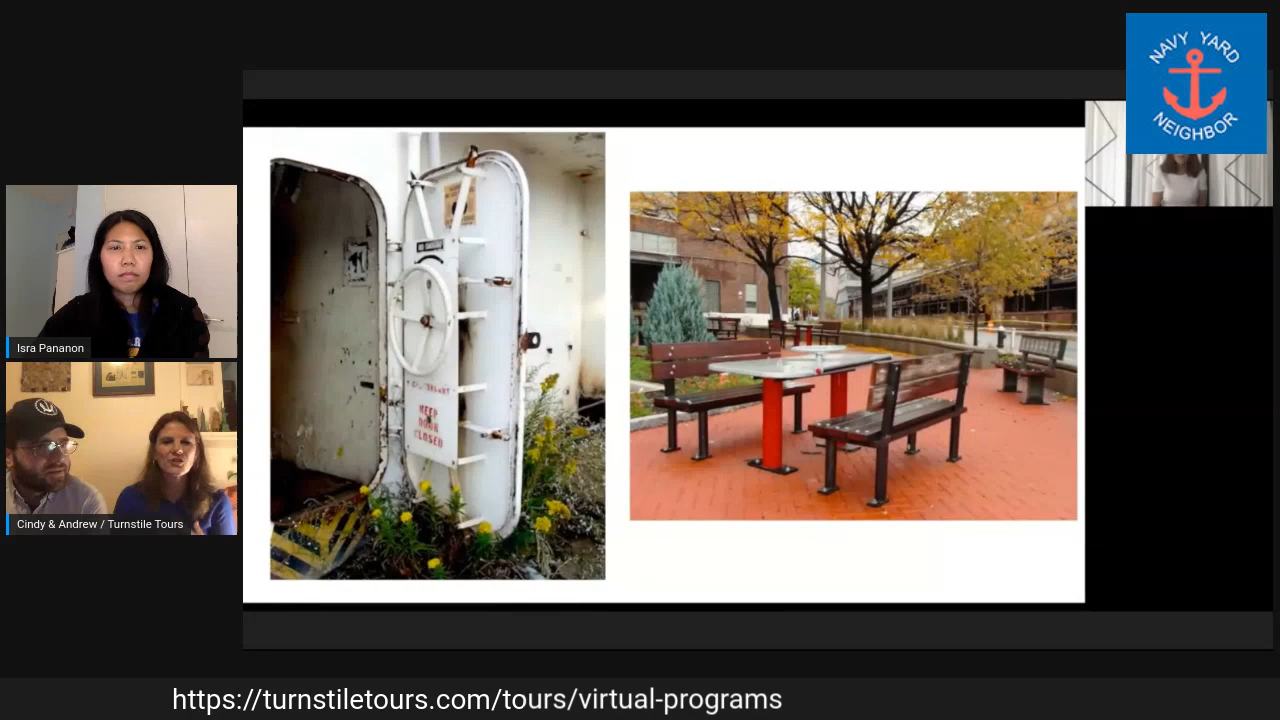 NAVY YARD
NEIGHBOR
KEEP
DOOR
CLOSED
Isra Pananon
Cindy & Andrew / Turnstile Tours
https://turnstiletours.com/tours/virtual-programs